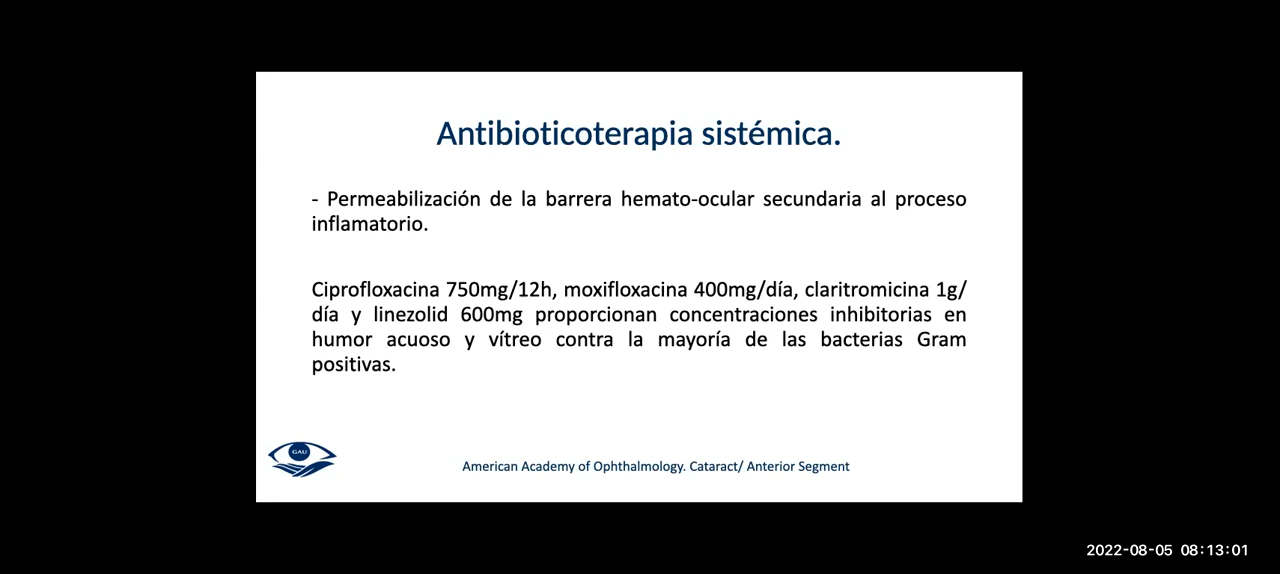 Antibioticoterapia sistémica.
- Permeabilización de la barrera hemato-ocular secundaria al proceso
inflamatorio.
Ciprofloxacina 750mg/12h, moxifloxacina 400mg/día, claritromicina 1g/
día y linezolid 600mg proporcionan concentraciones inhibitorias en
humor acuoso y vítreo contra la mayoría de las bacterias Gram
positivas.
GAU
American Academy of Ophthalmology. Cataract/ Anterior Segment
2022-08-05 08:13:01